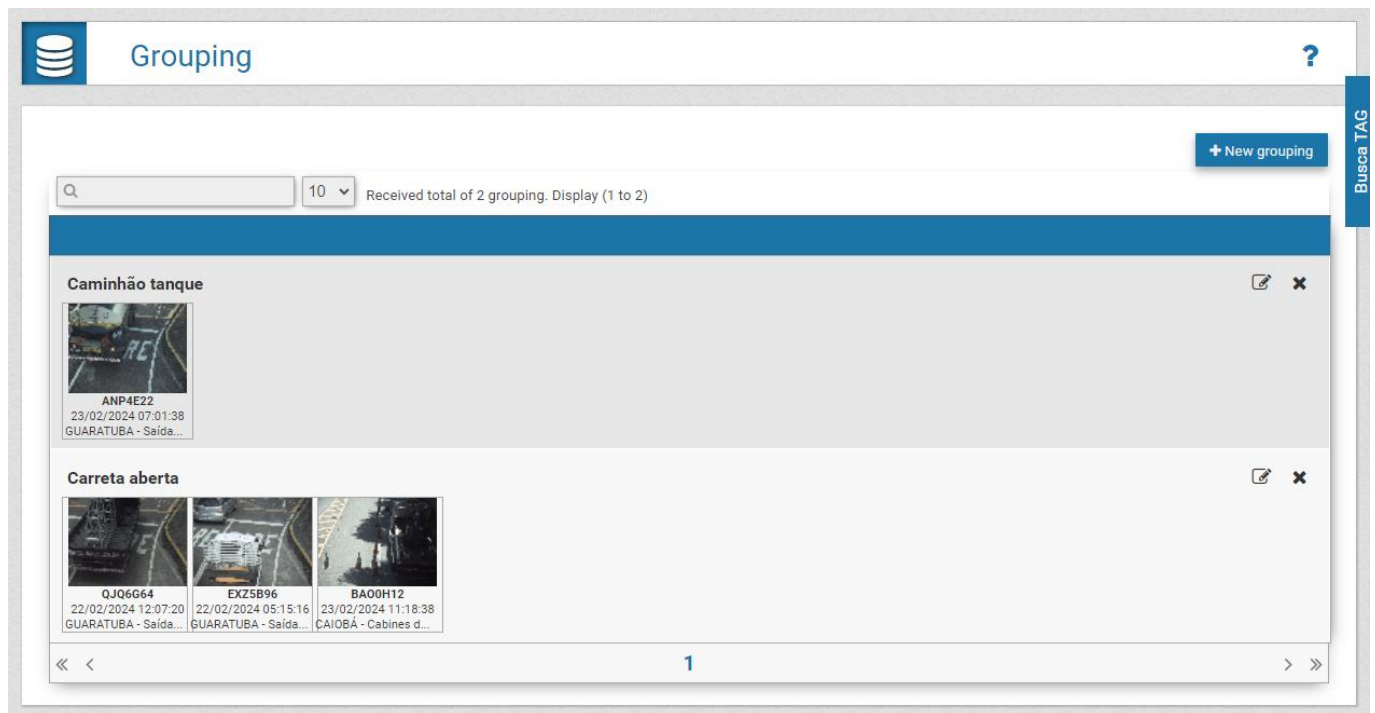 Grouping
?
Busca TAG
+ New grouping
10
Received total of 2 grouping. Display (1 to 2)
Caminhão tanque
RE
ANP4E22
23/02/2024 07:01:38
GUARATUBA - Saída...
Carreta aberta
QJQ6G64
22/02/2024 12:07:20
GUARATUBA - Saída...
EXZ5B96
22/02/2024 05:15:16
GUARATUBA - Saída...
BAO0H12
23/02/2024 11:18:38
CAIOBÁ - Cabines d...
1